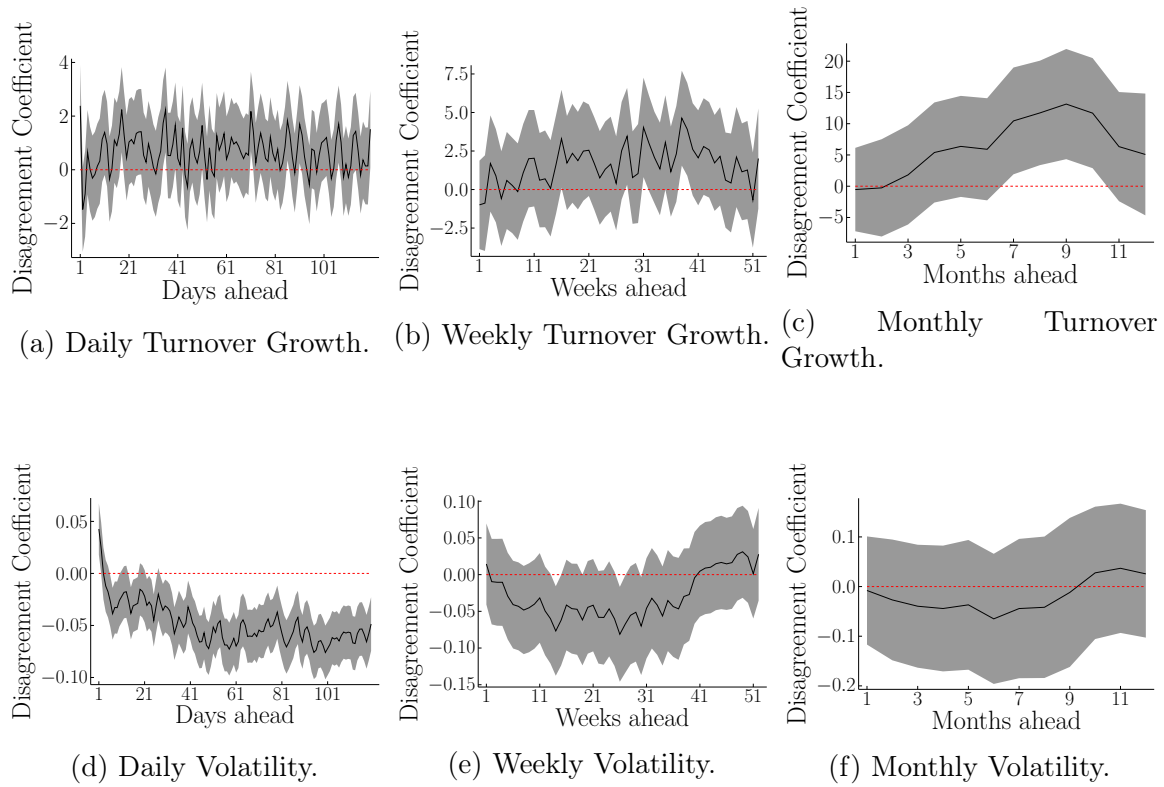 Disagreement Coefficient
4
2
0
−2
1 21 41 61 81 101
Days ahead
(a) Daily Turnover Growth.
Disagreement Coefficient
7.5
5.0
2.5
0.0
−2.5
1 11 21 31 41 51
Weeks ahead
(b) Weekly Turnover Growth.
Disagreement Coefficient
20
15
10
5
0
−5
1 3 5 7 9 11
Months ahead
(c) Monthly Turnover
Growth.
Disagreement Coefficient
0.05
0.00
−0.05
−0.10
1 21 41 61 81 101
Days ahead
(d) Daily Volatility.
Disagreement Coefficient
0.10
0.05
0.00
−0.05
−0.10
−0.15
1 11 21 31 41 51
Weeks ahead
(e) Weekly Volatility.
Disagreement Coefficient
0.1
0.0
−0.1
−0.2
1 3 5 7 9 11
Months ahead
(f) Monthly Volatility.